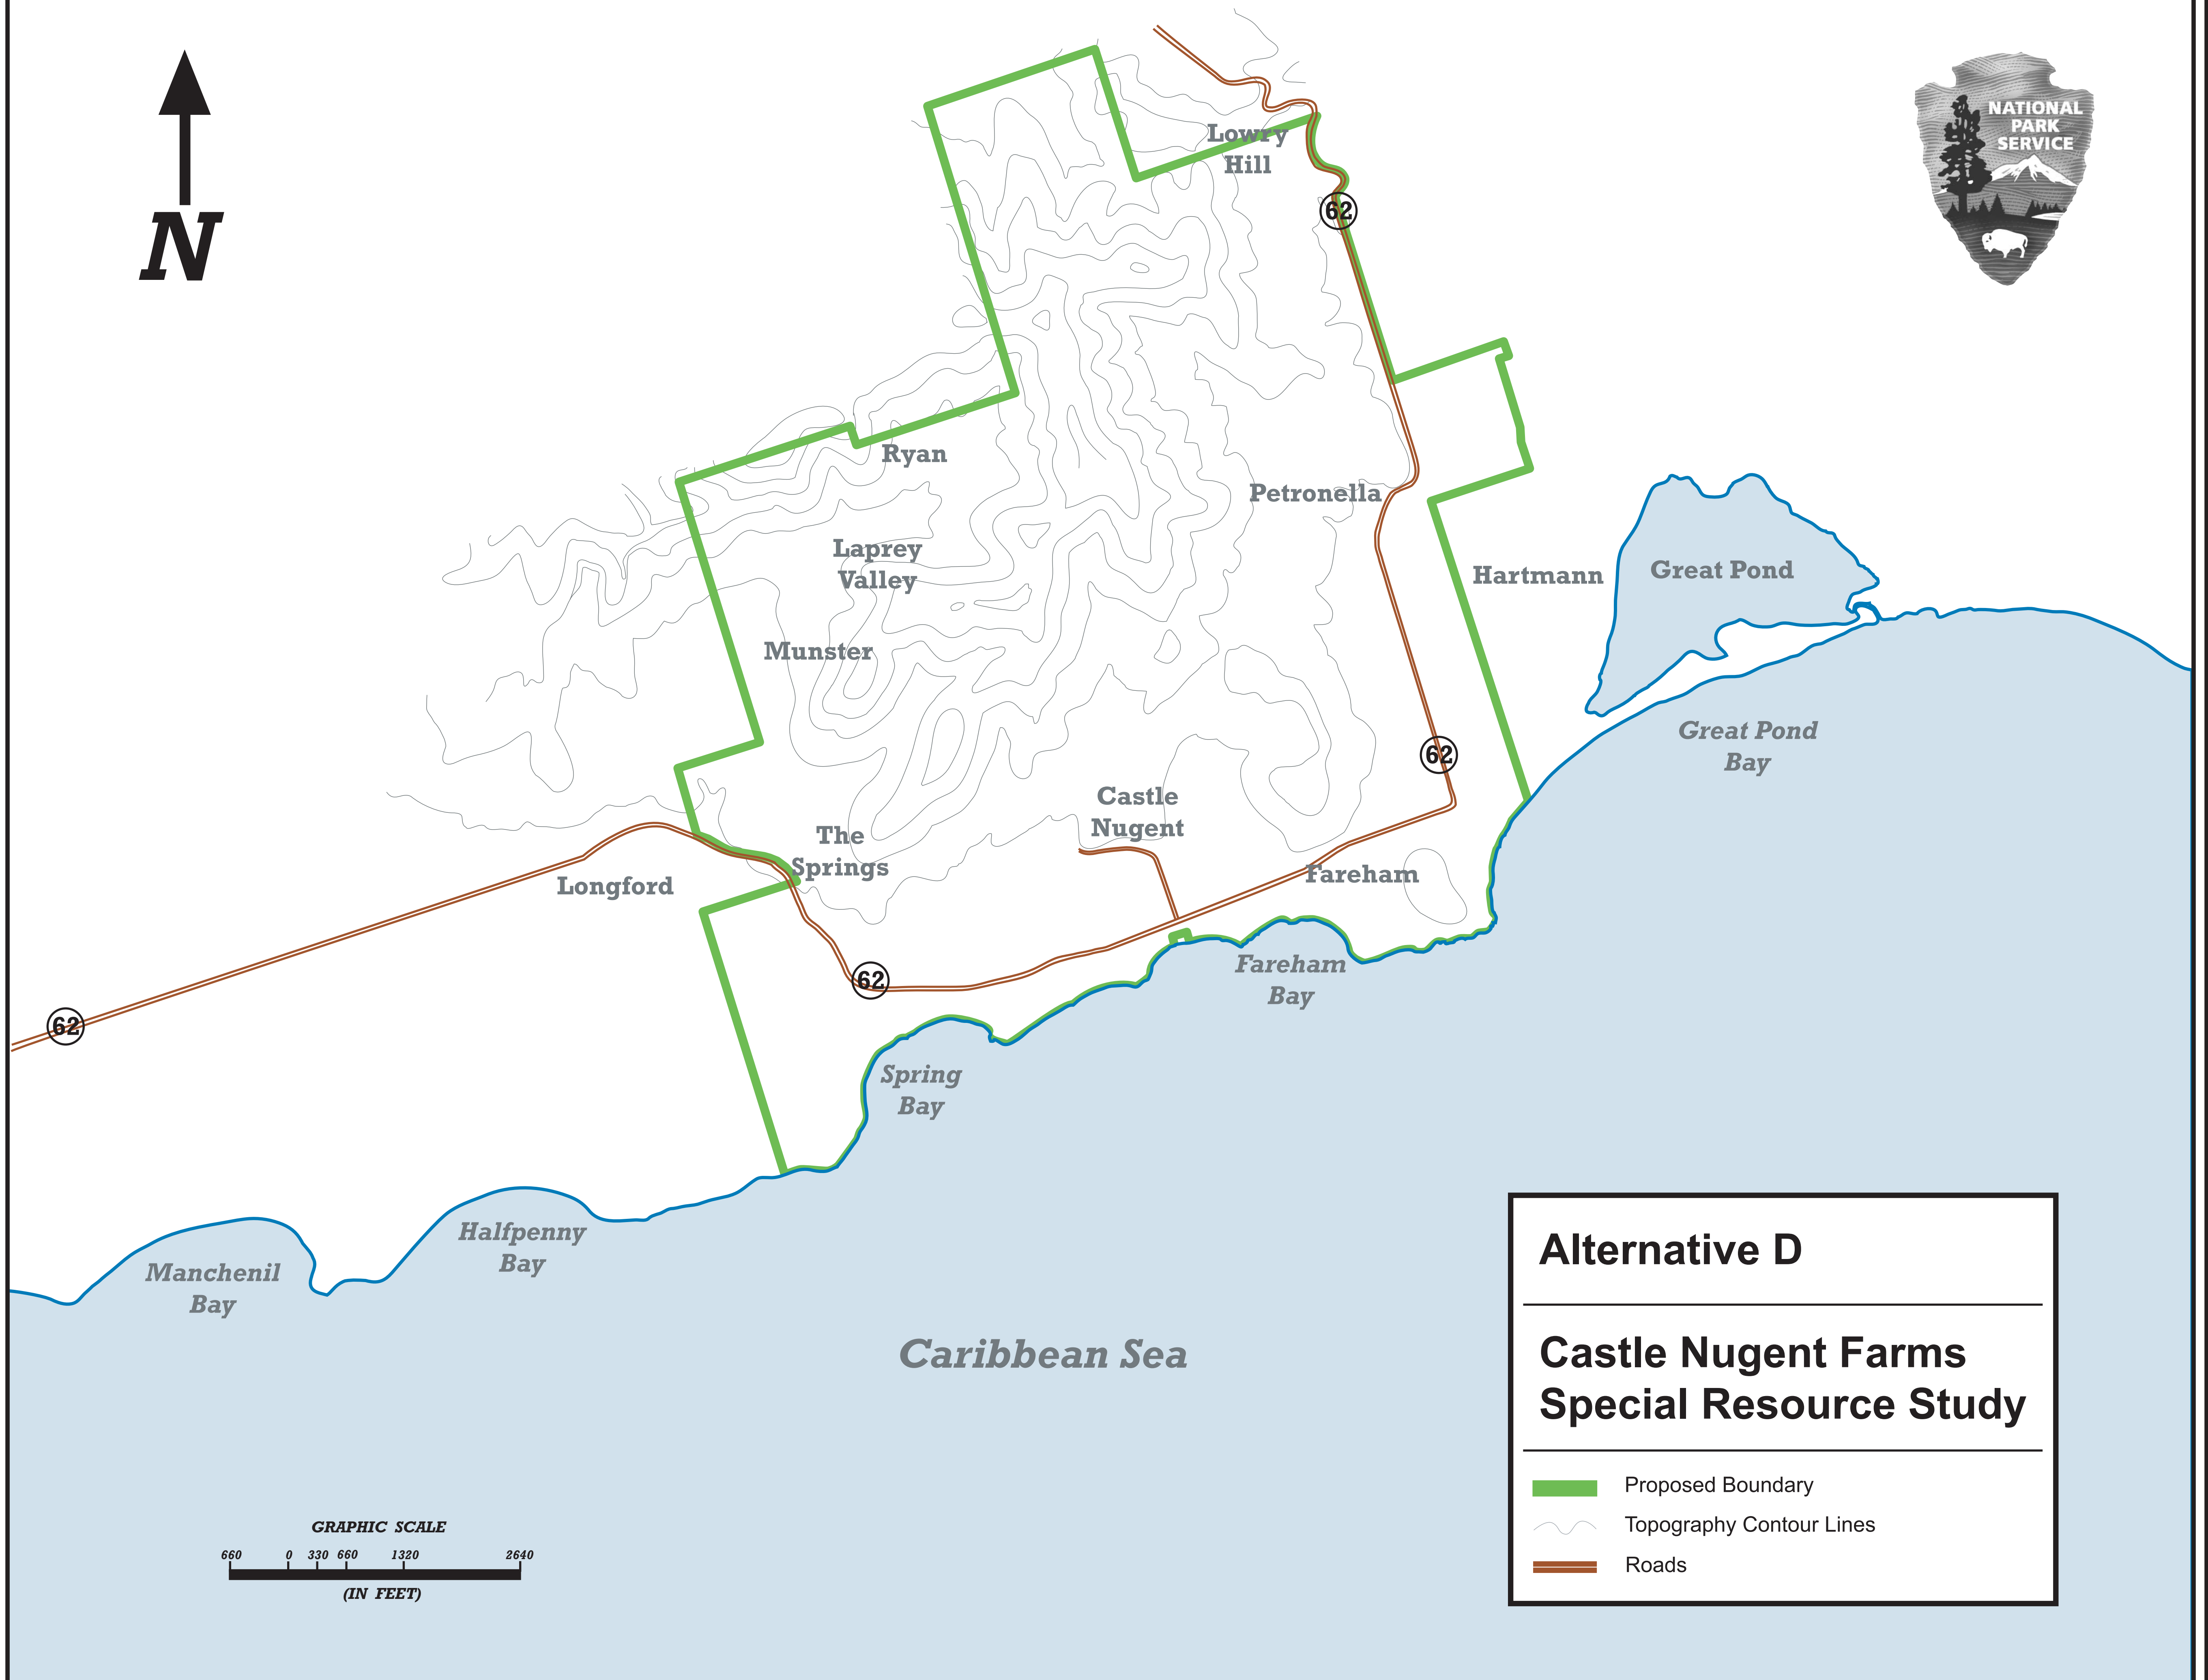 N
NATIONAL
PARK
SERVICE
Lowry
Hill
62
Ryan
Petronella
Laprey
Valley
Hartmann
Great Pond
Munster
Great Pond
Bay
62
Castle
Nugent
The
Springs
Longford
Fareham
62
Fareham
Bay
62
Spring
Bay
Halfpenny
Bay
Manchenil
Bay
Caribbean Sea
Alternative D
Castle Nugent Farms
Special Resource Study
Proposed Boundary
Topography Contour Lines
Roads
GRAPHIC SCALE
660 0 330 660 1320 2640
(IN FEET)